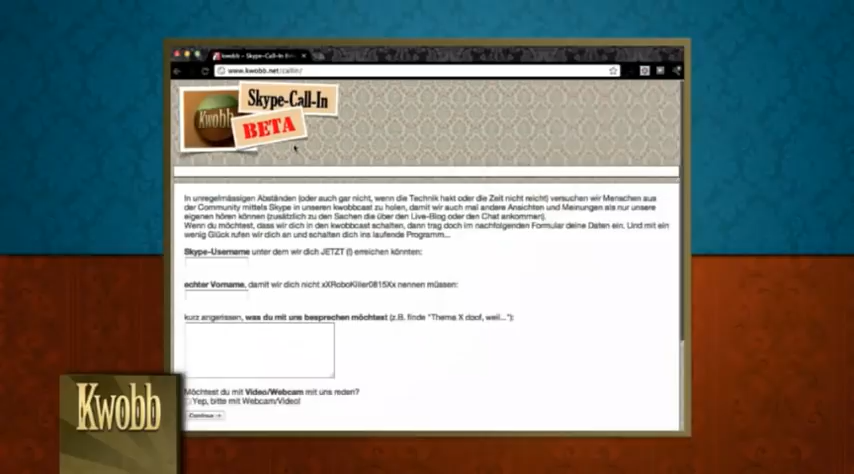 kwobb - Skype-Call-In
www.kwobb.net/callin/
Kwobb
Skype-Call-In
BETA
In unregelmässigen Abständen (oder auch gar nicht, wenn die Technik hakt oder die Zeit nicht reicht) versuchen wir Menschen aus
der Community mittels Skype in unseren kwobbcast zu holen, damit wir auch mal andere Ansichten und Meinungen als nur unsere
eigenen hören können (zusätzlich zu den Sachen die über den Live-Blog oder den Chat ankommen).
Wenn du möchtest, dass wir dich in den kwobbcast schalten, dann trag doch im nachfolgenden Formular deine Daten ein. Und mit ein
wenig Glück rufen wir dich an und schalten dich ins laufende Programm...
Skype-Username unter dem wir dich JETZT (!) erreichen könnten:
echter Vorname, damit wir dich nicht xXRoboKiller0815Xx nennen müssen:
kurz angerissen, was du mit uns besprechen möchtest (z.B. finde "Thema X doof, weil..."):
Möchtest du mit Video/Webcam mit uns reden?
Yep, bitte mit Webcam/Video!
Continue →
Kwobb